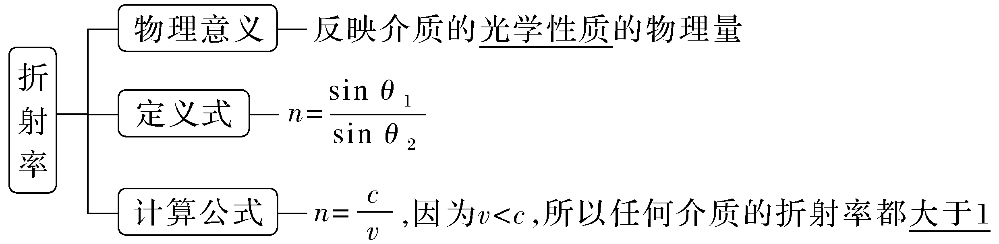 折射率
物理意义 反映介质的光学性质的物理量
定义式 n=sin θ1/sin θ2
计算公式 n=c/v,因为v<c,所以任何介质的折射率都大于1